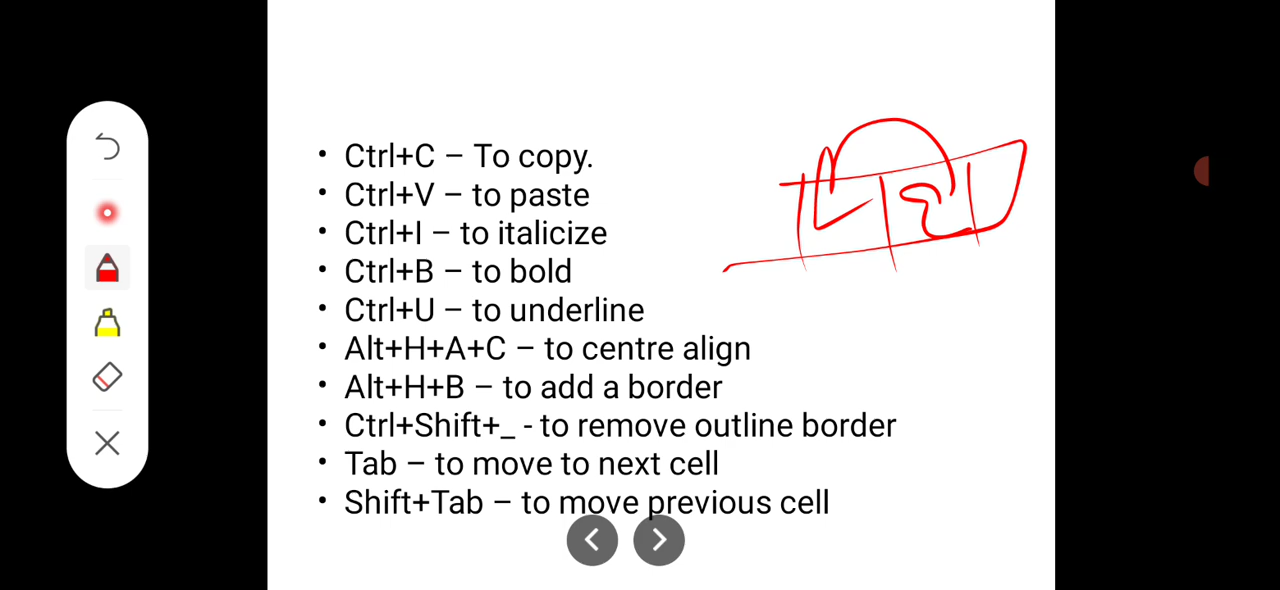 • Ctrl+C – To copy.
• Ctrl+V – to paste
• Ctrl+I – to italicize
• Ctrl+B – to bold
• Ctrl+U – to underline
• Alt+H+A+C – to centre align
• Alt+H+B – to add a border
• Ctrl+Shift+_ - to remove outline border
• Tab – to move to next cell
• Shift+Tab – to move previous cell